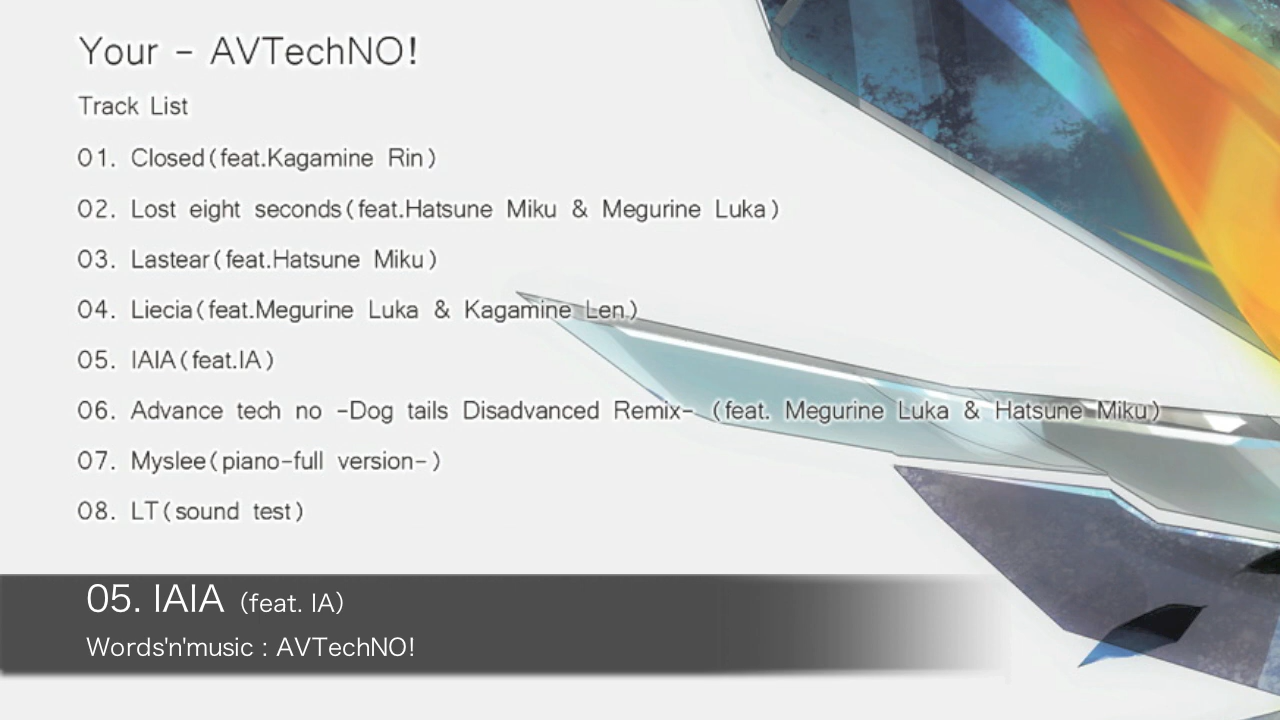 Your - AVTechNO!
Track List
01. Closed(feat.Kagamine Rin)
02. Lost eight seconds(feat.Hatsune Miku & Megurine Luka)
03. Lastear(feat.Hatsune Miku)
04. Liecia(feat.Megurine Luka & Kagamine Len)
05. IAIA(feat.IA)
06. Advance tech no -Dog tails Disadvanced Remix- (feat. Megurine Luka & Hatsune Miku)
07. Myslee(piano-full version-)
08. LT(sound test)
05. IAIA (feat. IA)
Words'n'music : AVTechNO!